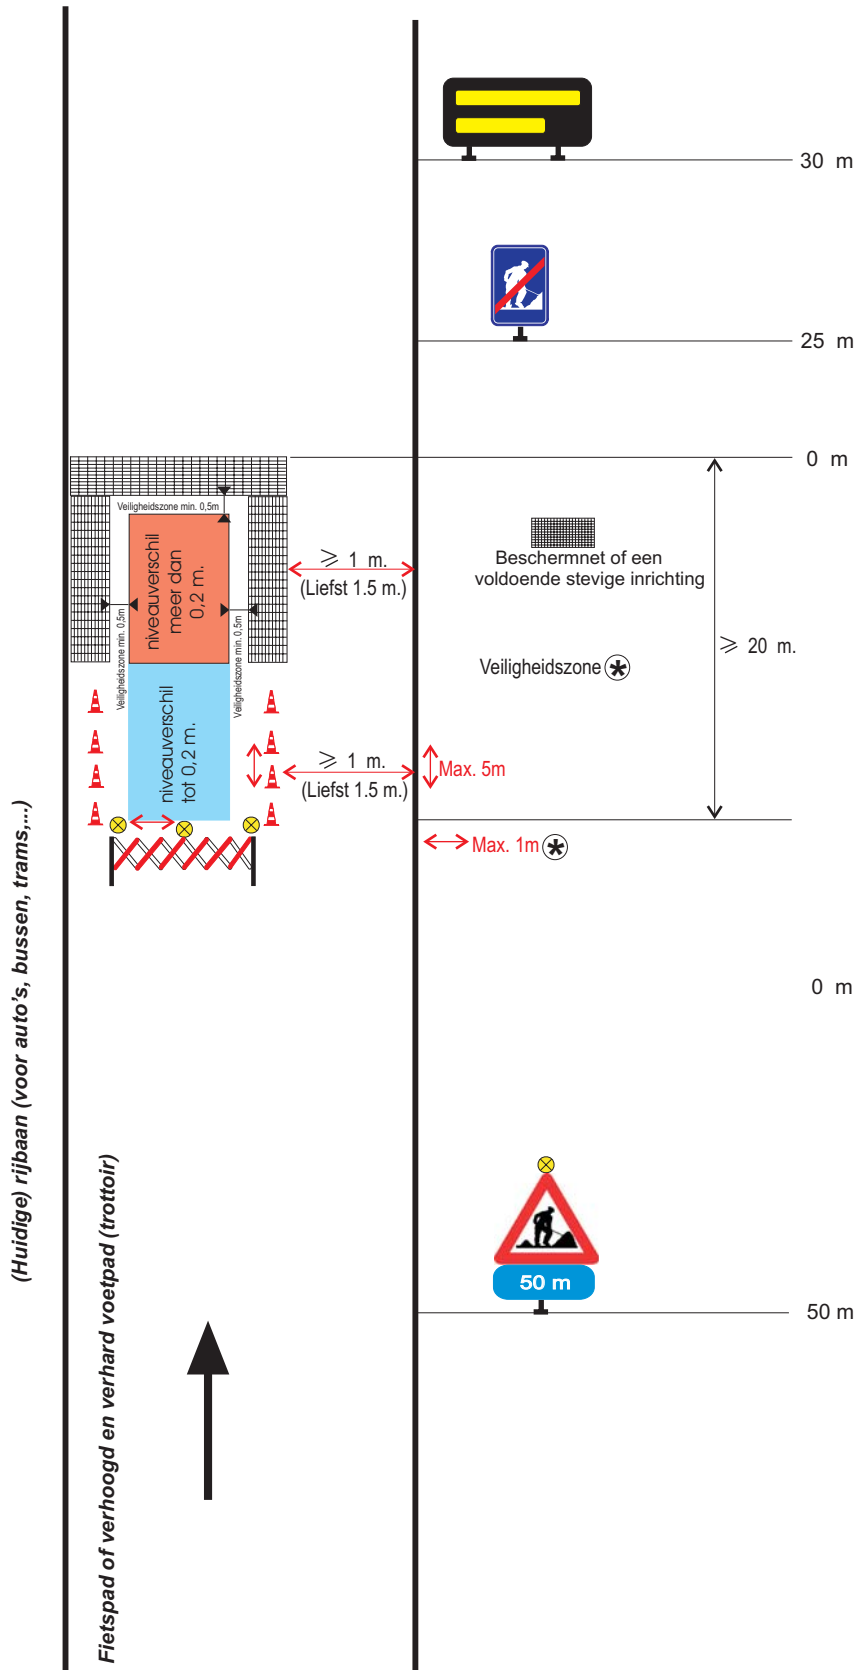 30 m
25 m
0 m
Veiligheidszone min. 0,5m
niveauverschil
meer dan
0,2 m.
⩾ 1 m.
(Liefst 1.5 m.)
Beschermnet of een
voldoende stevige inrichting
Veiligheidszone min. 0,5m
Veiligheidszone min. 0,5m
⩾ 20 m.
Veiligheidszone *
niveauverschil
tot 0,2 m.
⩾ 1 m.
(Liefst 1.5 m.)
Max. 5m
Max. 1m *
0 m
(Huidige) rijbaan (voor auto's, bussen, trams,...)
Fietspad of verhoogd en verhard voetpad (trottoir)
50 m
50 m